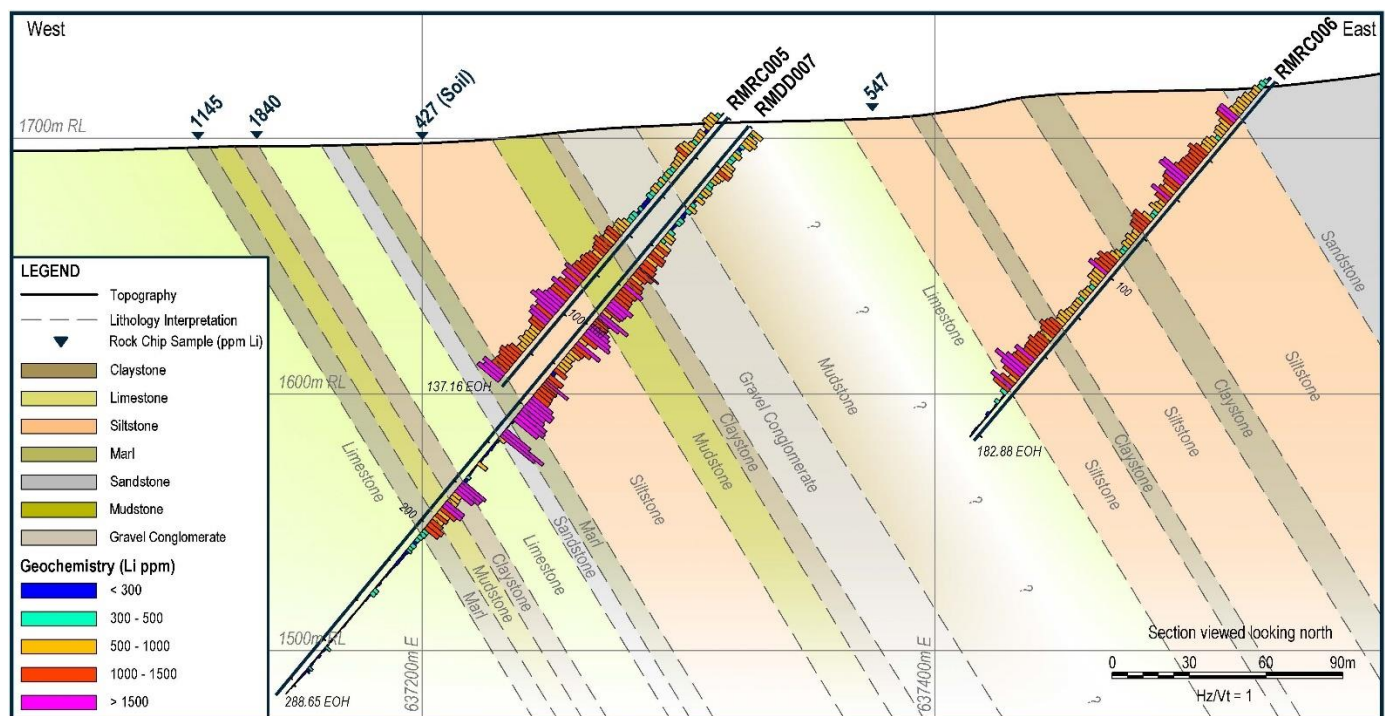 West
East
1145
1840
427 (Soil)
RMRC005
RMDD007
547
RMRC006
1700m RL
1600m RL
1500m RL
637200m E
637400m E
100
100
200
137.16 EOH
288.65 EOH
100
182.88 EOH
Limestone
Marl
Mudstone
Claystone
Limestone
Sandstone
Marl
Siltstone
Mudstone
Claystone
Gravel Conglomerate
Mudstone
?
?
?
?
?
?
?
Limestone
Siltstone
Claystone
Siltstone
Claystone
Siltstone
Sandstone
LEGEND
Topography
Lithology Interpretation
Rock Chip Sample (ppm Li)
Claystone
Limestone
Siltstone
Marl
Sandstone
Mudstone
Gravel Conglomerate
Geochemistry (Li ppm)
< 300
300 - 500
500 - 1000
1000 - 1500
> 1500
Section viewed looking north
0 30 60 90m
Hz/Vt = 1